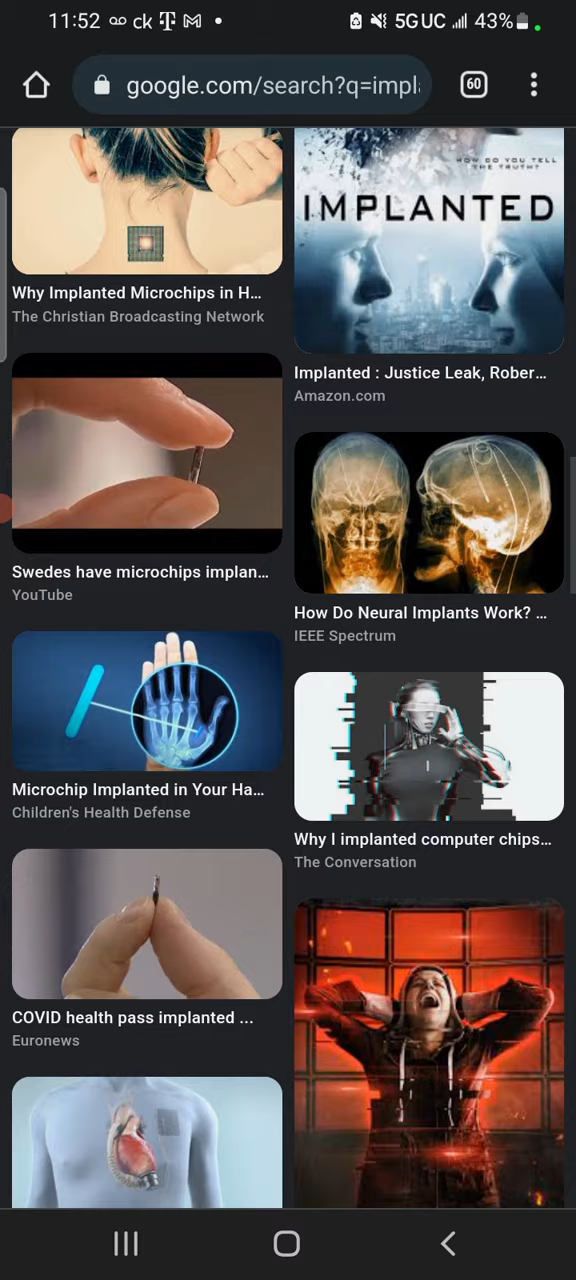 11:52 ck T M 5G UC 43%
google.com/search?q=impl
60
Why Implanted Microchips in H...
The Christian Broadcasting Network
HOW DO YOU TELL
THE TRUTH?
IMPLANTED
Implanted : Justice Leak, Rober...
Amazon.com
Swedes have microchips implan...
YouTube
How Do Neural Implants Work? ...
IEEE Spectrum
Microchip Implanted in Your Ha...
Children's Health Defense
Why I implanted computer chips...
The Conversation
COVID health pass implanted ...
Euronews